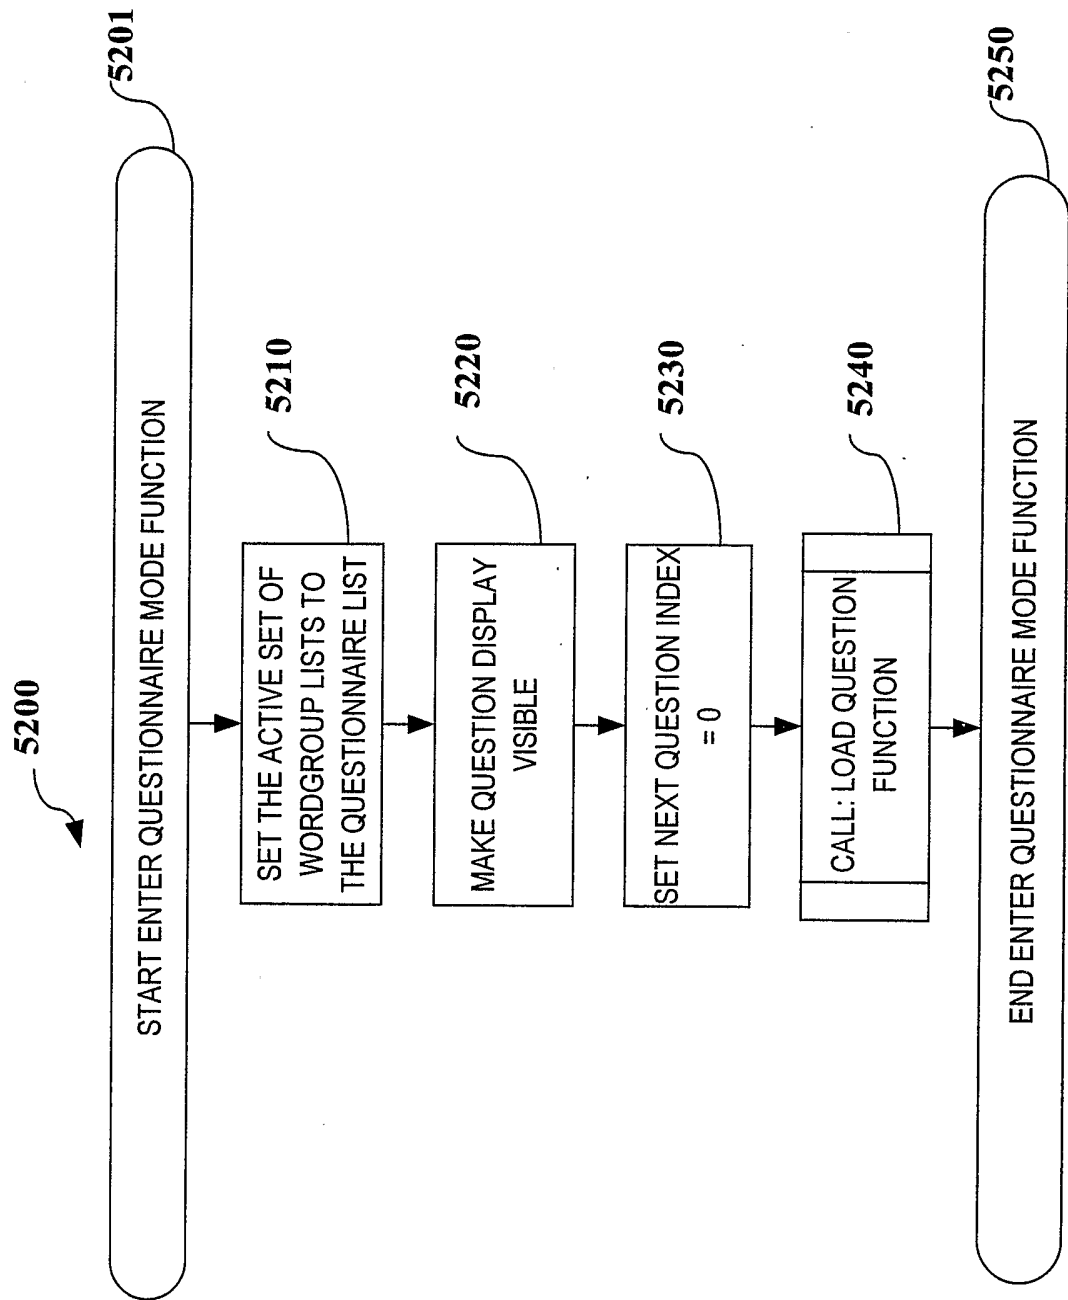 5200
START ENTER QUESTIONNAIRE MODE FUNCTION
5201
SET THE ACTIVE SET OF
WORDGROUP LISTS TO
THE QUESTIONNAIRE LIST
5210
MAKE QUESTION DISPLAY
VISIBLE
5220
SET NEXT QUESTION INDEX
= 0
5230
CALL: LOAD QUESTION
FUNCTION
5240
END ENTER QUESTIONNAIRE MODE FUNCTION
5250